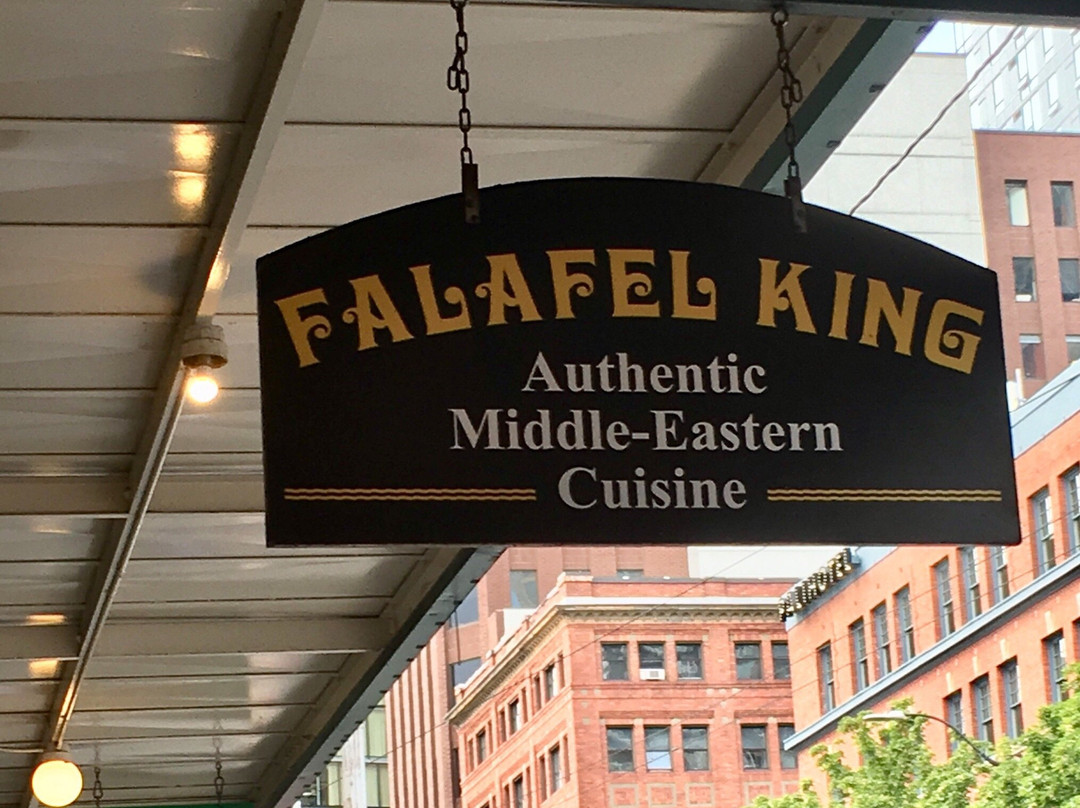 FALAFEL KING
Authentic
Middle-Eastern
Cuisine